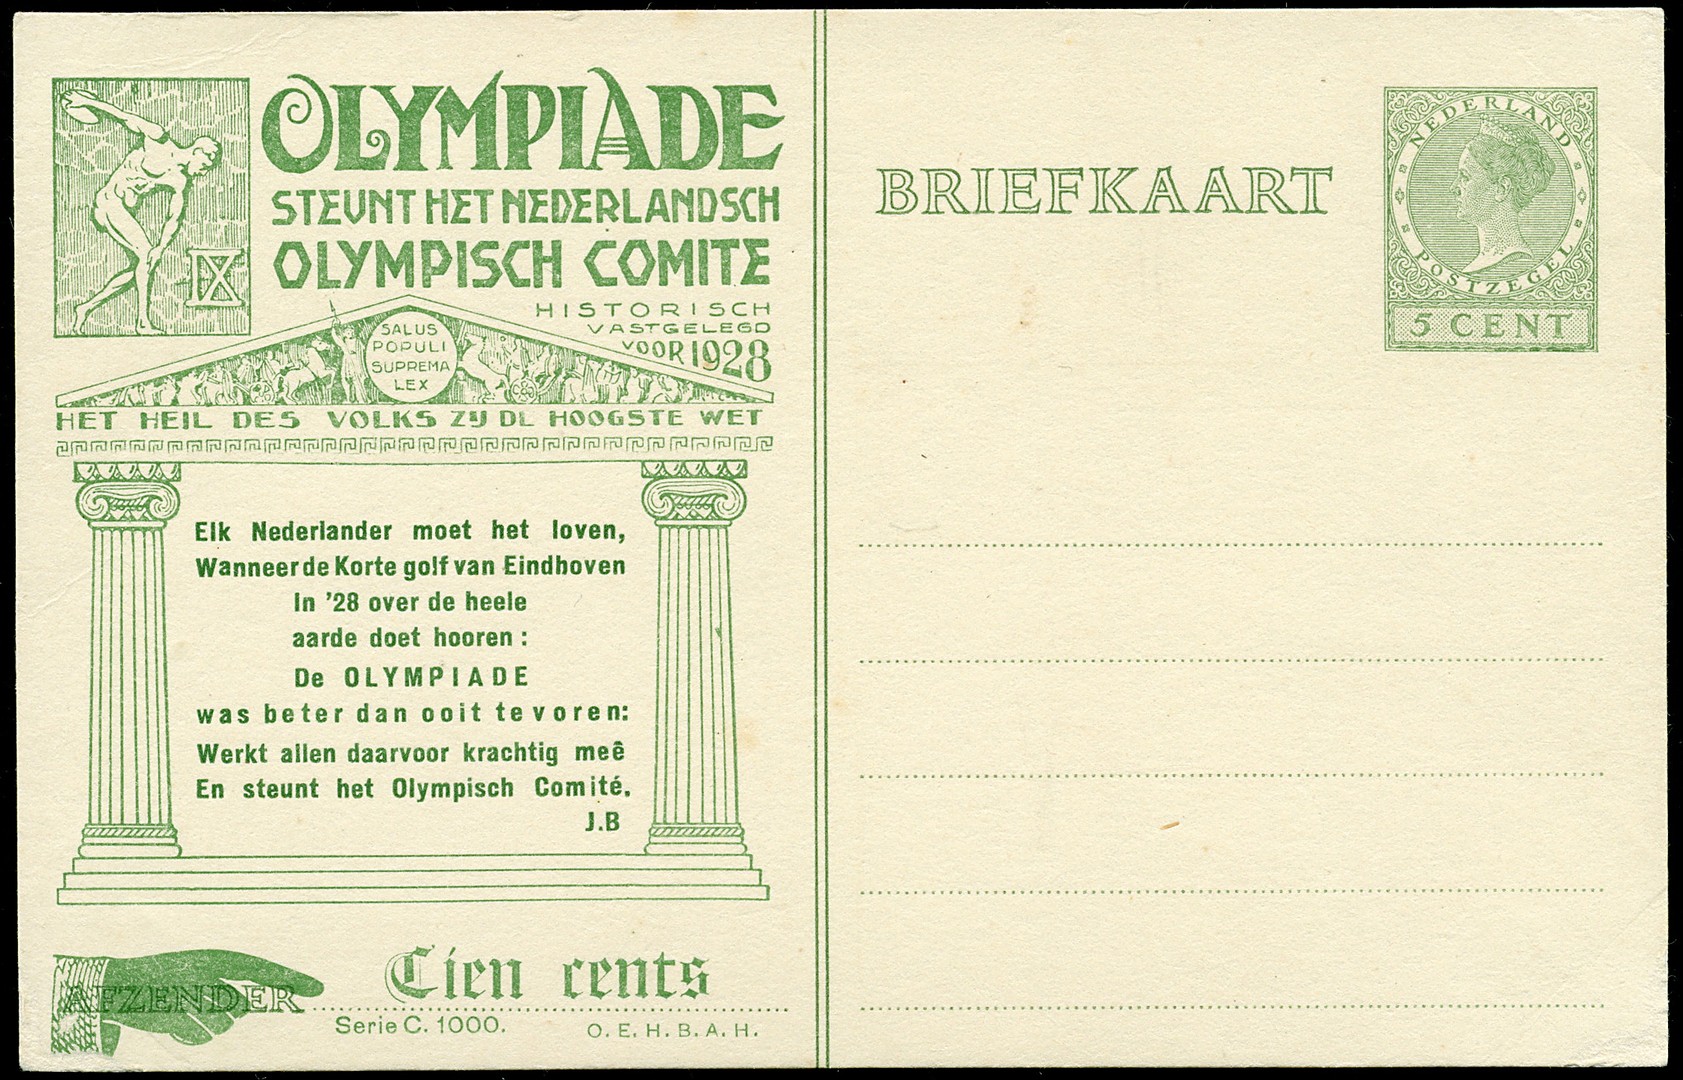 OLYMPIADE
STEUNT HET NEDERLANDSCH
OLYMPISCH COMITE
IX
HISTORISCH
VASTGELEGD
VOOR 1928
SALUS
POPULI
SUPREMA
LEX
HET HEIL DES VOLKS ZIJ DE HOOGSTE WET
Elk Nederlander moet het loven,
Wanneer de Korte golf van Eindhoven
In '28 over de heele
aarde doet hooren:
De OLYMPIADE
was beter dan ooit te voren:
Werkt allen daarvoor krachtig meê
En steunt het Olympisch Comité.
J.B
Tien cents
AFZENDER
Serie C. 1000.
O.E.H.B.A.H.
BRIEFKAART
NEDERLAND
POSTZEGEL
5 CENT